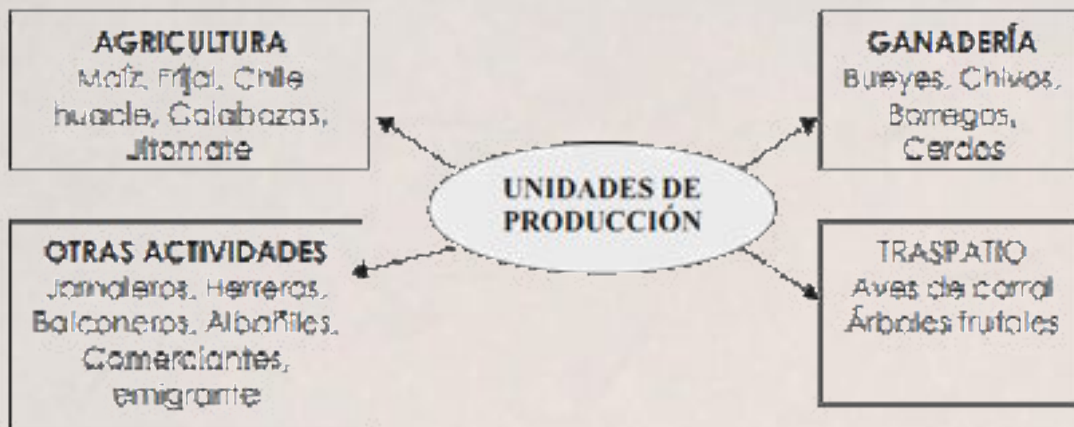 AGRICULTURA
Maíz, Frijol, Chile
huacle, Calabazas,
Jitomate
GANADERÍA
Bueyes, Chivos,
Borregos,
Cerdos
UNIDADES DE
PRODUCCIÓN
OTRAS ACTIVIDADES
Jornaleros, Herreros,
Balconeros, Albañiles,
Comerciantes,
emigrante
TRASPATIO
Aves de corral
Árboles frutales